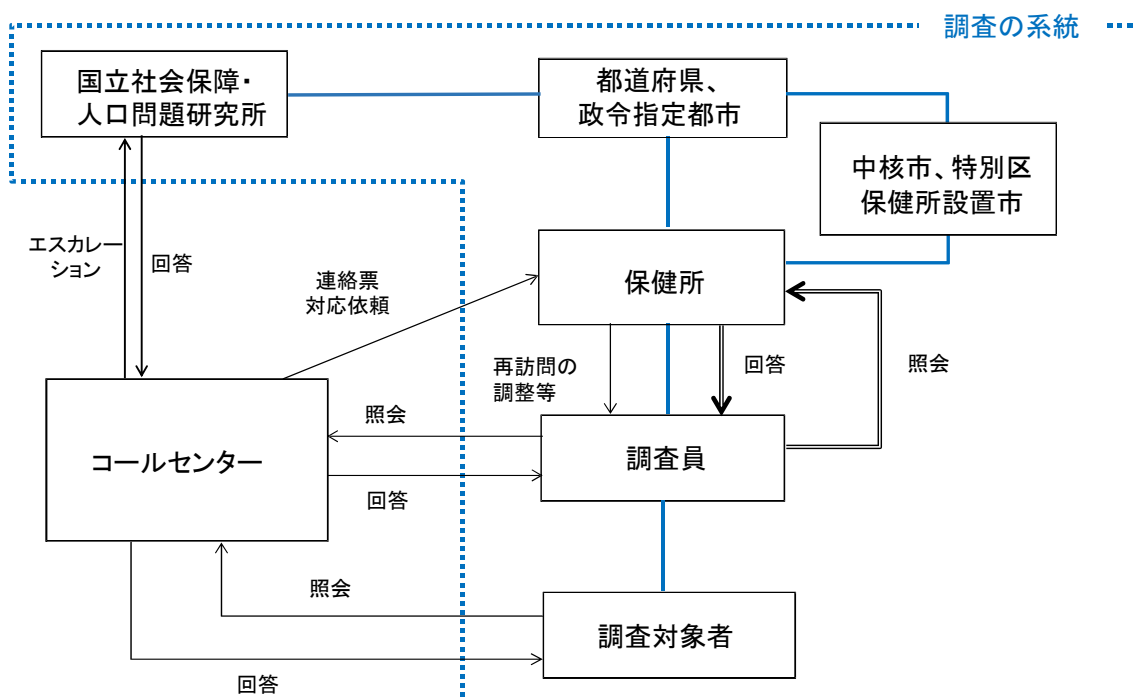 調査の系統
国立社会保障・
人口問題研究所
都道府県、
政令指定都市
中核市、特別区
保健所設置市
エスカレー
ション
回答
連絡票
対応依頼
保健所
再訪問の
調整等
回答
照会
照会
コールセンター
調査員
回答
照会
調査対象者
回答